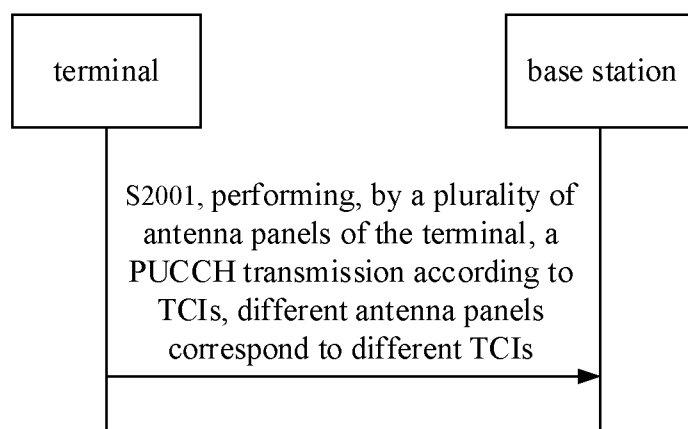 terminal
base station
S2001, performing, by a plurality of
antenna panels of the terminal, a
PUCCH transmission according to
TCIs, different antenna panels
correspond to different TCIs